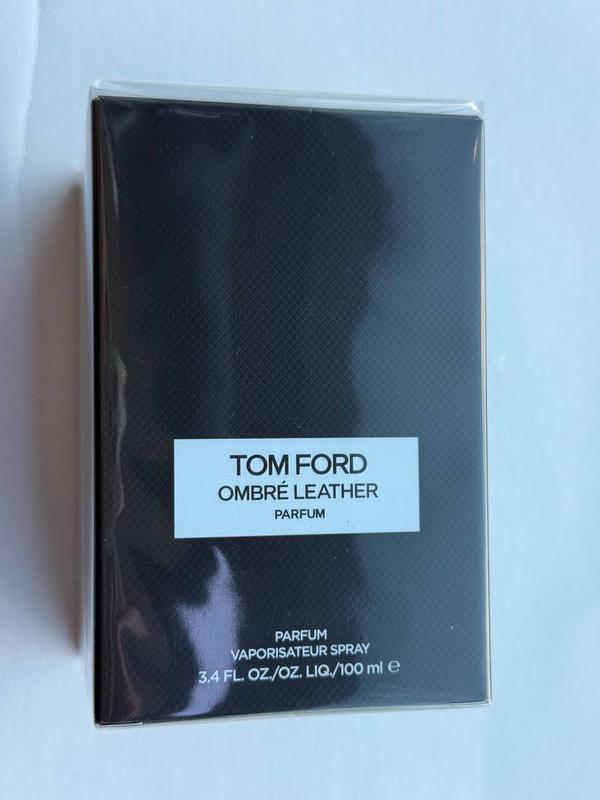 TOM FORD
OMBRÉ LEATHER
PARFUM
PARFUM
VAPORISATEUR SPRAY
3.4 FL. OZ./OZ. LIQ./100 ml ℮